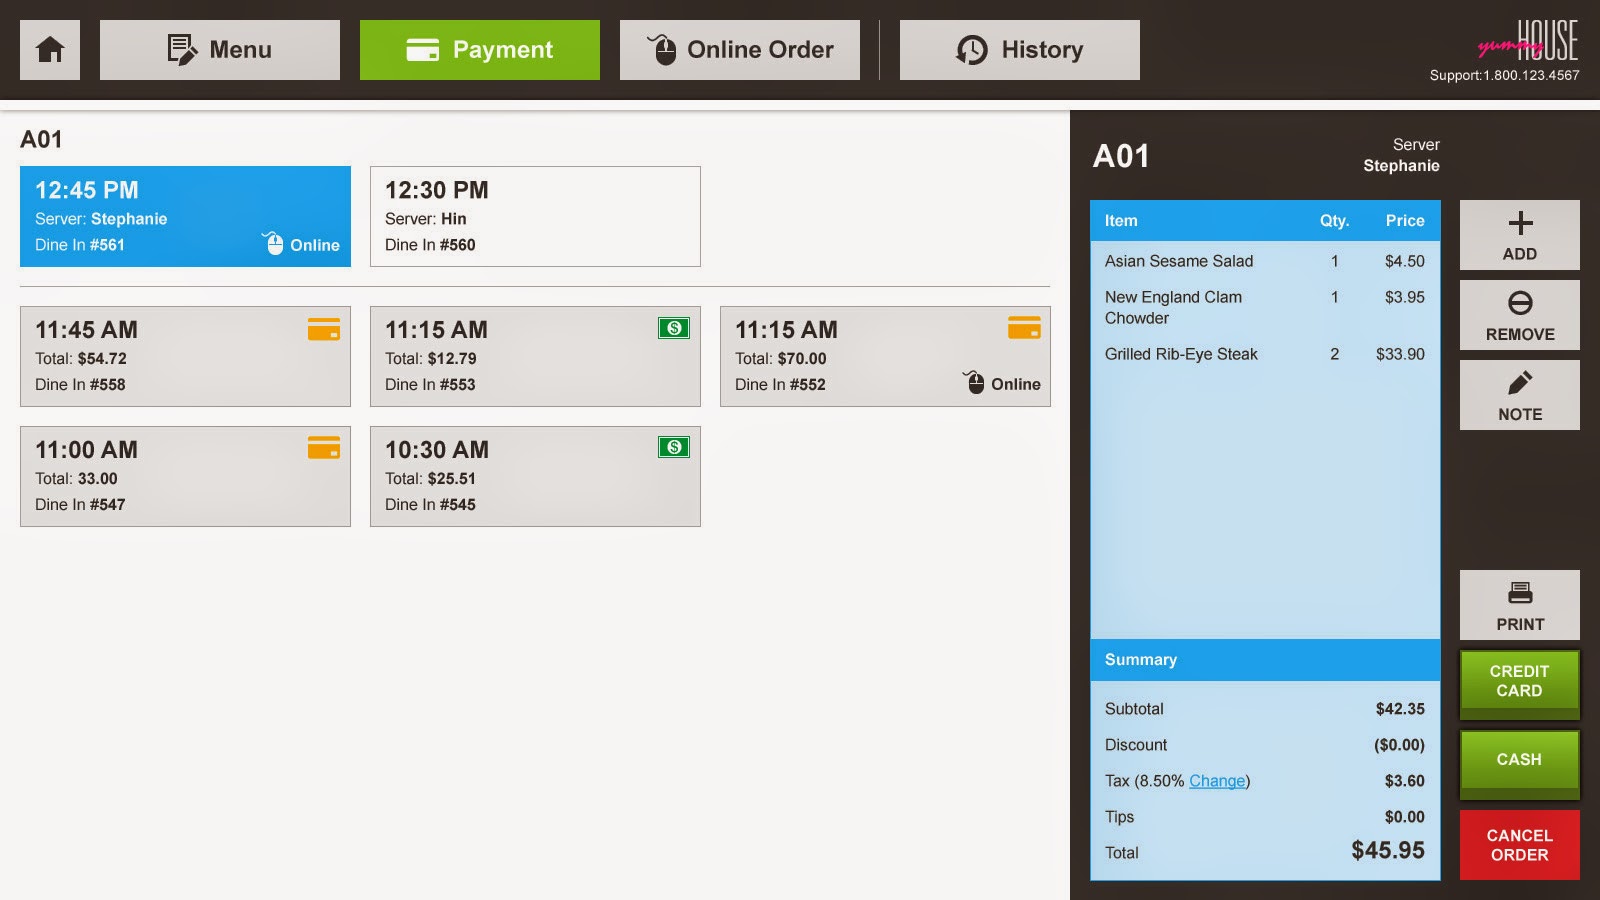 Menu
Payment
Online Order
History
yummy HOUSE
Support:1.800.123.4567
A01
12:45 PM
Server: Stephanie
Dine In #561
Online
12:30 PM
Server: Hin
Dine In #560
11:45 AM
Total: $54.72
Dine In #558
11:15 AM
Total: $12.79
Dine In #553
11:15 AM
Total: $70.00
Dine In #552
Online
11:00 AM
Total: 33.00
Dine In #547
10:30 AM
Total: $25.51
Dine In #545
A01
Server
Stephanie
Item Qty. Price
Asian Sesame Salad 1 $4.50
New England Clam 1 $3.95
Chowder
Grilled Rib-Eye Steak 2 $33.90
Summary
Subtotal $42.35
Discount ($0.00)
Tax (8.50% Change) $3.60
Tips $0.00
Total $45.95
ADD
REMOVE
NOTE
PRINT
CREDIT
CARD
CASH
CANCEL
ORDER